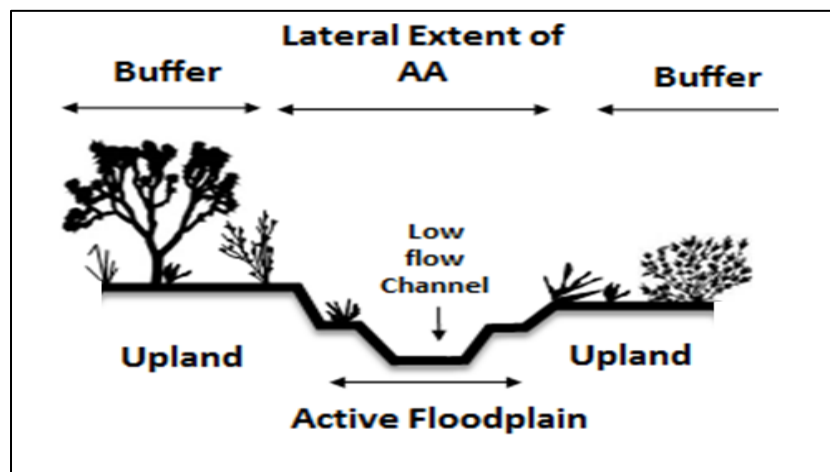 Lateral Extent of
AA
Buffer
Buffer
Low
flow
Channel
Upland
Upland
Active Floodplain